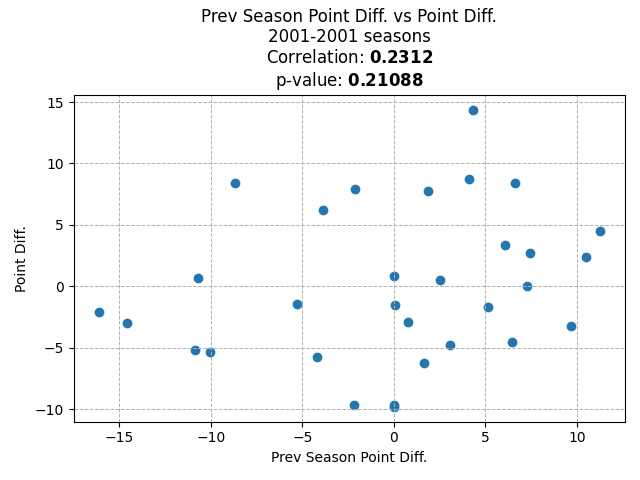 Prev Season Point Diff. vs Point Diff.
2001-2001 seasons
Correlation: 0.2312
p-value: 0.21088
15
10
5
0
−5
−10
Point Diff.
−15
−10
−5
0
5
10
Prev Season Point Diff.